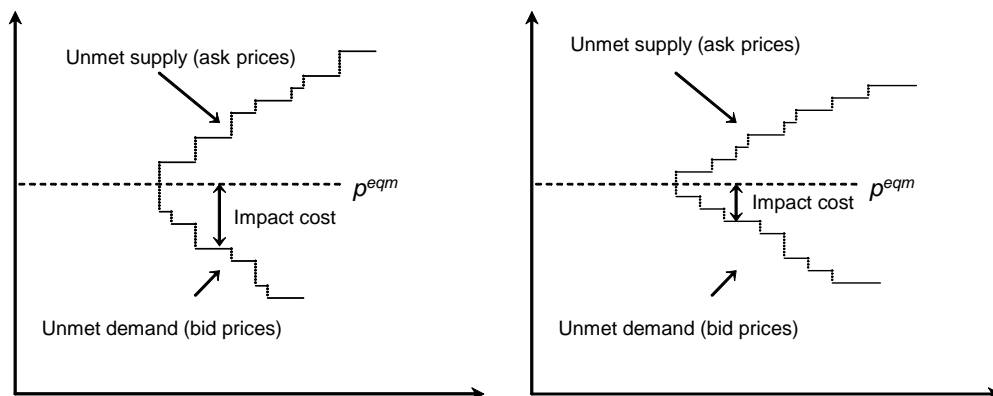 Unmet supply (ask prices)
p^eqm
Impact cost
Unmet demand (bid prices)
Unmet supply (ask prices)
p^eqm
Impact cost
Unmet demand (bid prices)